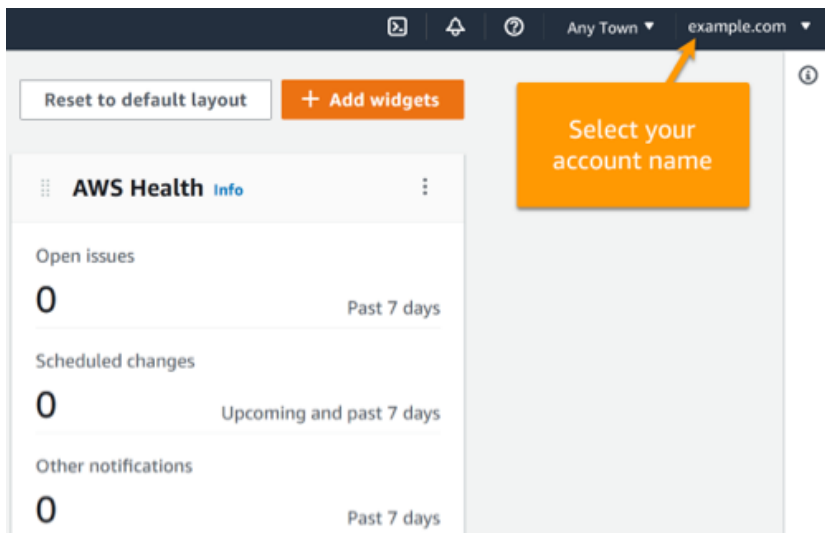 Any Town ▼ example.com ▼
Reset to default layout
+ Add widgets
Select your
account name
AWS Health Info
Open issues
0 Past 7 days
Scheduled changes
0 Upcoming and past 7 days
Other notifications
0 Past 7 days